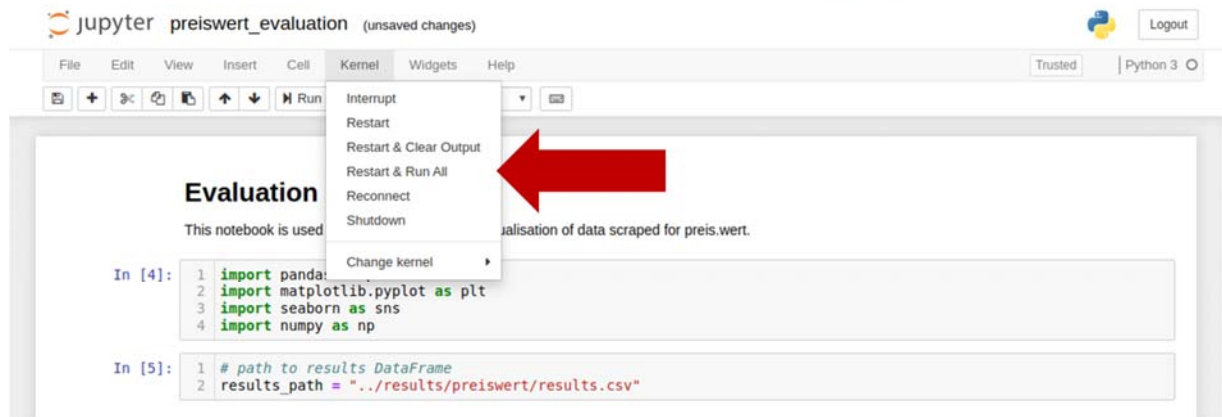 jupyter preiswert_evaluation (unsaved changes) Logout
File Edit View Insert Cell Kernel Widgets Help Trusted Python 3
Run
Interrupt
Restart
Restart & Clear Output
Restart & Run All
Reconnect
Shutdown
Change kernel
Evaluation
This notebook is used ualisation of data scraped for preis.wert.
In [4]:
1 import pandas
2 import matplotlib.pyplot as plt
3 import seaborn as sns
4 import numpy as np
In [5]:
1 # path to results DataFrame
2 results_path = "../results/preiswert/results.csv"